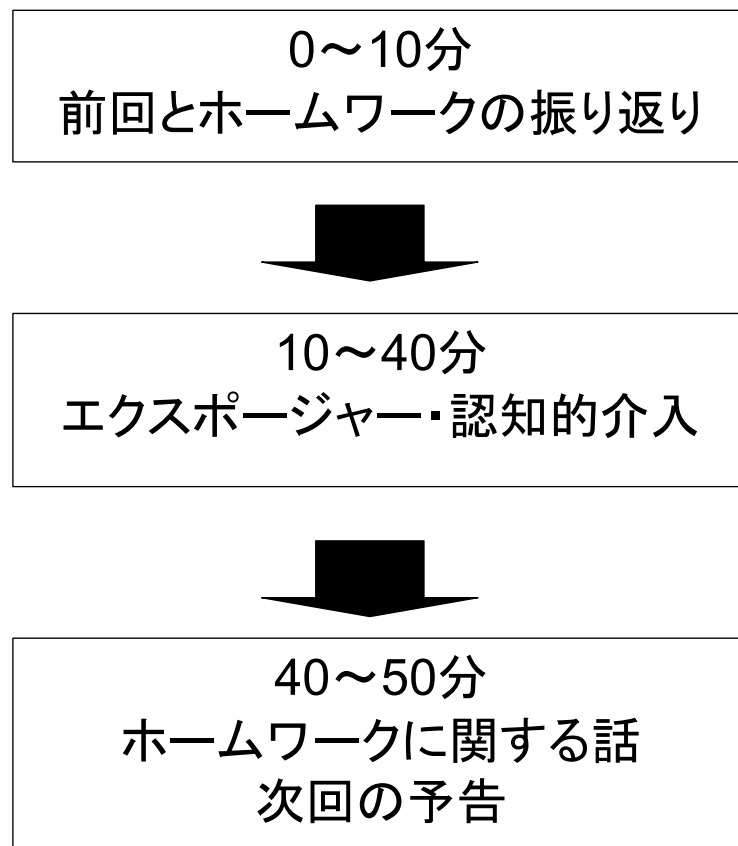 0～10分
前回とホームワークの振り返り
10～40分
エクスポージャー・認知的介入
40～50分
ホームワークに関する話
次回の予告